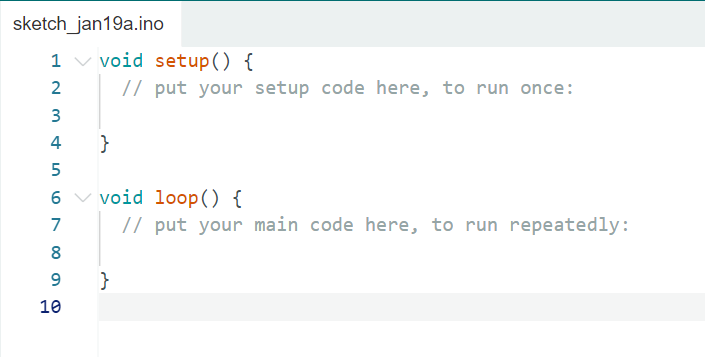 sketch_jan19a.ino
1 void setup() {
2 // put your setup code here, to run once:
3
4 }
5
6 void loop() {
7 // put your main code here, to run repeatedly:
8
9 }
10